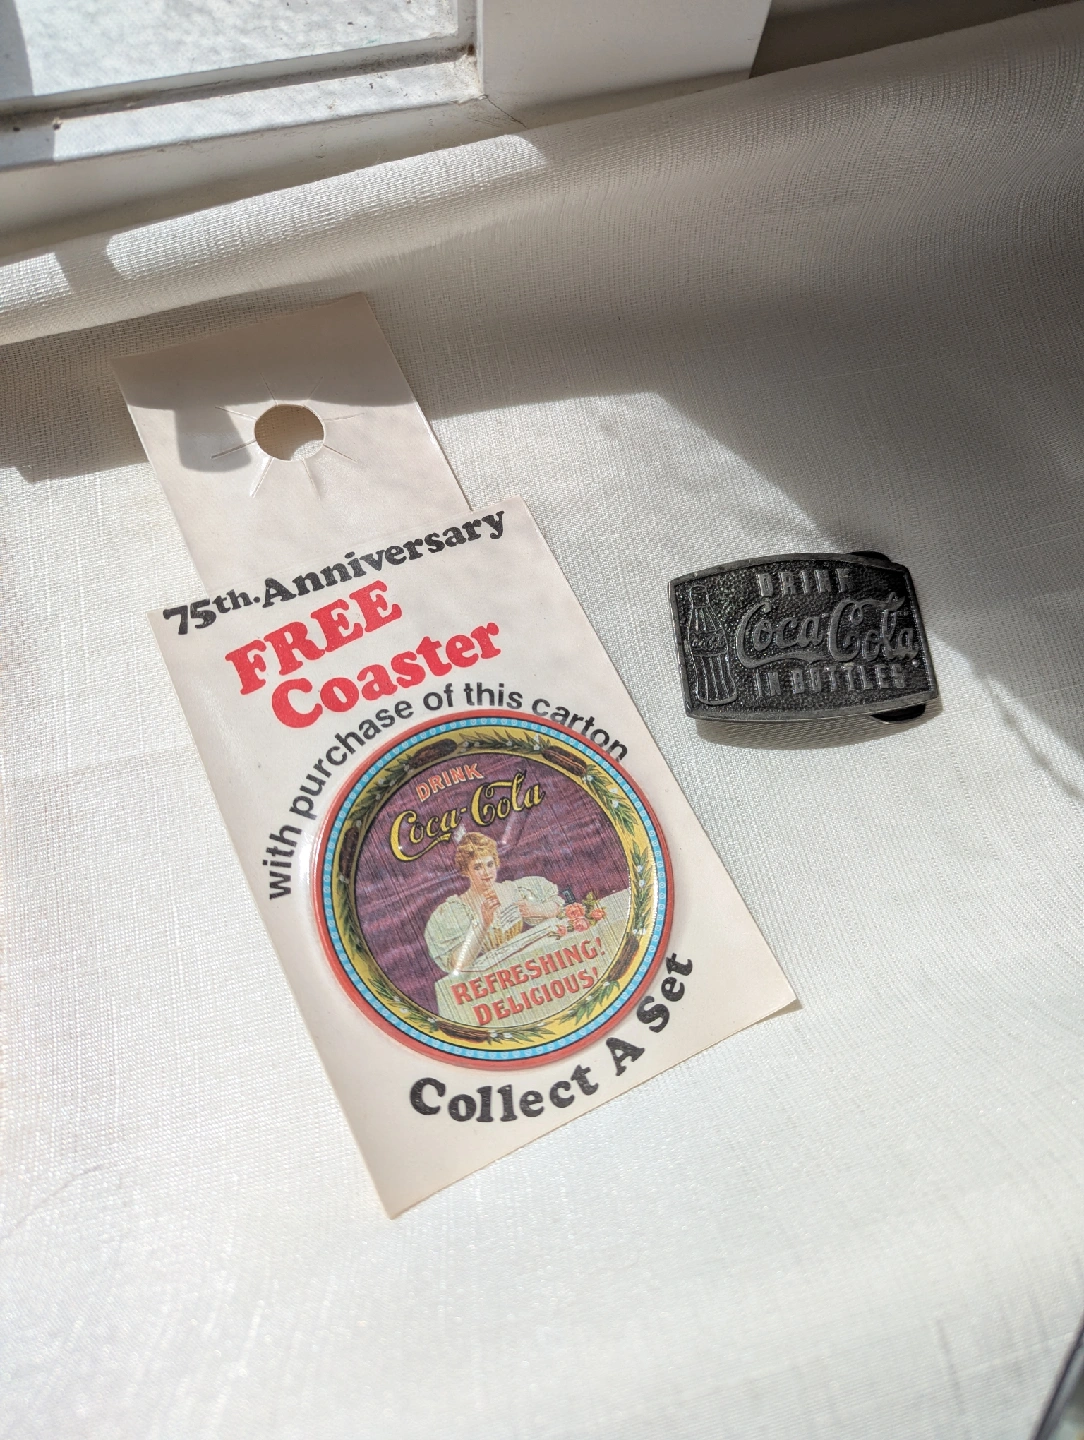 75th. Anniversary
FREE
Coaster
with purchase of this carton
DRINK
Coca-Cola
REFRESHING!
DELICIOUS!
Collect A Set
DRINK
Coca-Cola
IN BOTTLES